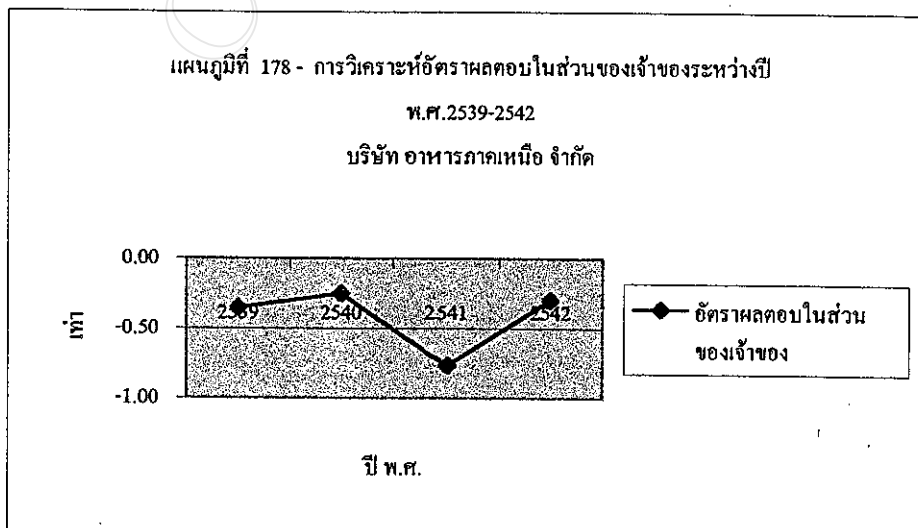 แผนภูมิที่ 178 - การวิเคราะห์อัตราผลตอบในส่วนของเจ้าของระหว่างปี
พ.ศ.2539-2542
บริษัท อาหารภาคเหนือ จำกัด
0.00
-0.50
-1.00
เท่า
2539
2540
2541
2542
อัตราผลตอบในส่วน
ของเจ้าของ
ปี พ.ศ.